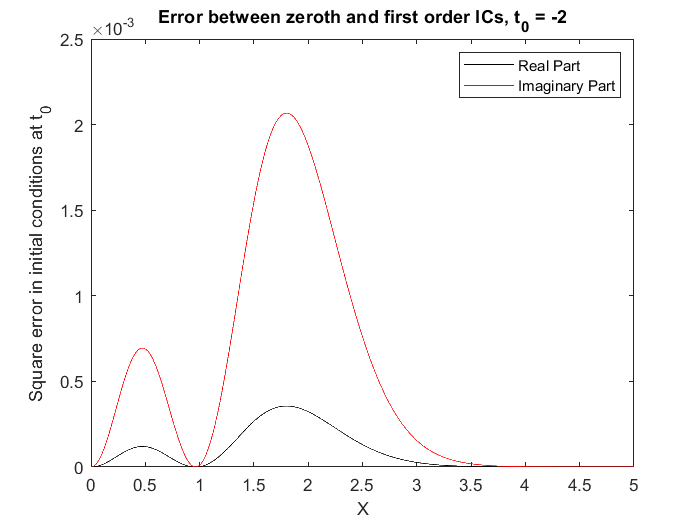 Error between zeroth and first order ICs, t_0 = -2
×10^-3
2.5
2
1.5
1
0.5
0
Square error in initial conditions at t_0
Real Part
Imaginary Part
0 0.5 1 1.5 2 2.5 3 3.5 4 4.5 5
X